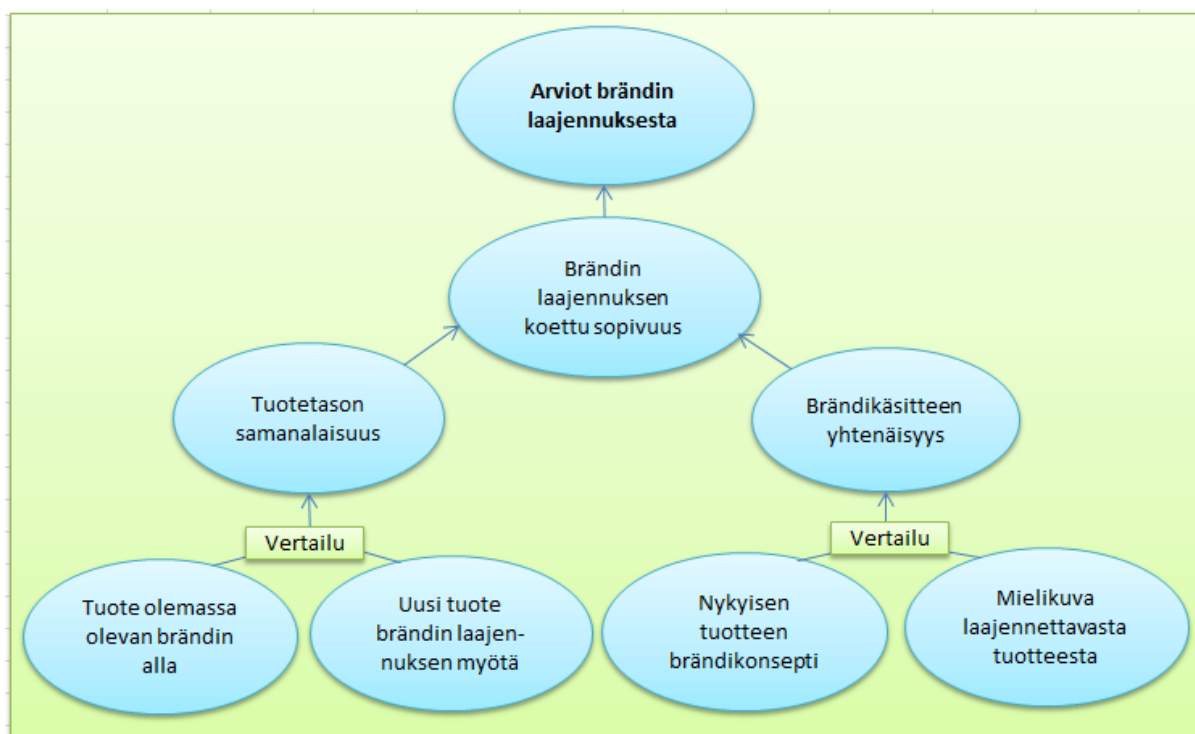 Arviot brändin
laajennuksesta
Brändin
laajennuksen
koettu sopivuus
Tuotetason
samanalaisuus
Brändikäsitteen
yhtenäisyys
Vertailu
Vertailu
Tuote olemassa
olevan brändin
alla
Uusi tuote
brändin laajen-
nuksen myötä
Nykyisen
tuotteen
brändikonsepti
Mielikuva
laajennettavasta
tuotteesta